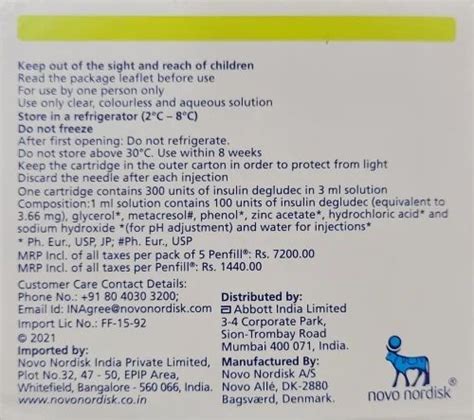 Keep out of the sight and reach of children
Read the package leaflet before use
For use by one person only
Use only clear, colourless and aqueous solution
Store in a refrigerator (2°C – 8°C)
Do not freeze
After first opening: Do not refrigerate.
Do not store above 30°C. Use within 8 weeks
Keep the cartridge in the outer carton in order to protect from light
Discard the needle after each injection
One cartridge contains 300 units of insulin degludec in 3 ml solution
Composition:1 ml solution contains 100 units of insulin degludec (equivalent to
3.66 mg), glycerol*, metacresol#, phenol*, zinc acetate*, hydrochloric acid* and
sodium hydroxide *(for pH adjustment) and water for injections*
* Ph. Eur., USP, JP; #Ph. Eur., USP
MRP Incl. of all taxes per pack of 5 Penfill®: Rs. 7200.00
MRP Incl. of all taxes per Penfill®: Rs. 1440.00
Customer Care Contact Details:
Phone No.: +91 80 4030 3200;
Email Id: INAgree@novonordisk.com
Import Lic No.: FF-15-92
© 2021
Imported by:
Novo Nordisk India Private Limited,
Plot No.32, 47 - 50, EPIP Area,
Whitefield, Bangalore - 560 066, India.
www.novonordisk.co.in
Distributed by:
Abbott India Limited
3-4 Corporate Park,
Sion-Trombay Road
Mumbai 400 071, India.
Manufactured By:
Novo Nordisk A/S
Novo Allé, DK-2880
Bagsværd, Denmark.
novo nordisk®